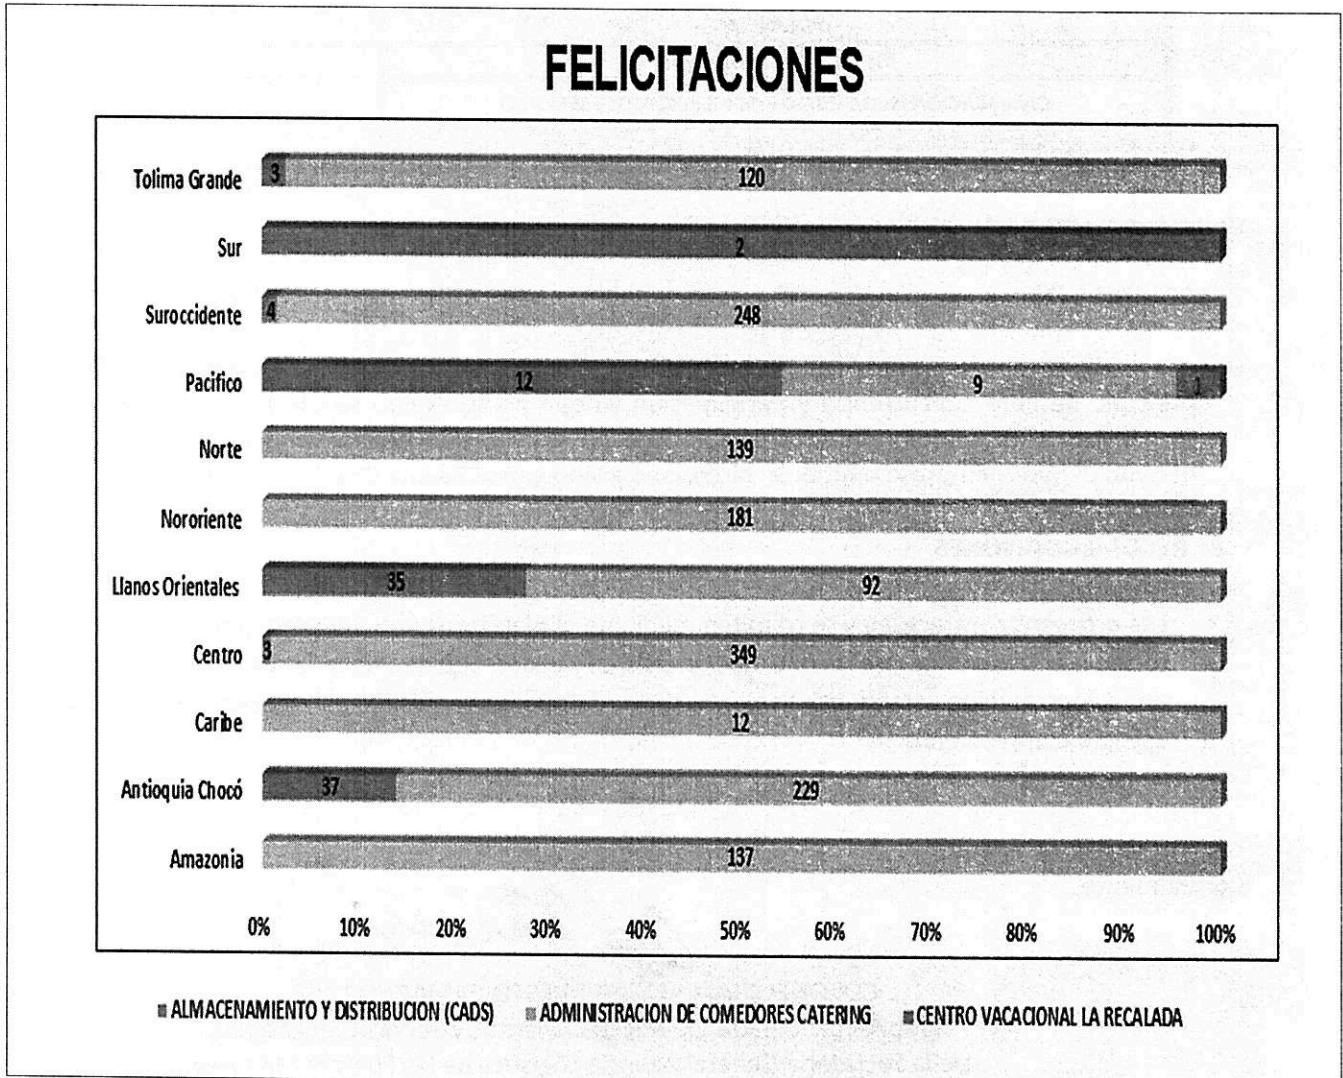 FELICITACIONES
Tolima Grande 3 120
Sur 2
Suroccidente 4 248
Pacifico 12 9 1
Norte 139
Nororiente 181
Llanos Orientales 35 92
Centro 3 349
Caribe 12
Antioquia Chocó 37 229
Amazonia 137
0% 10% 20% 30% 40% 50% 60% 70% 80% 90% 100%
ALMACENAMIENTO Y DISTRIBUCION (CADS) ADMINISTRACION DE COMEDORES CATERING CENTRO VACACIONAL LA RECALADA